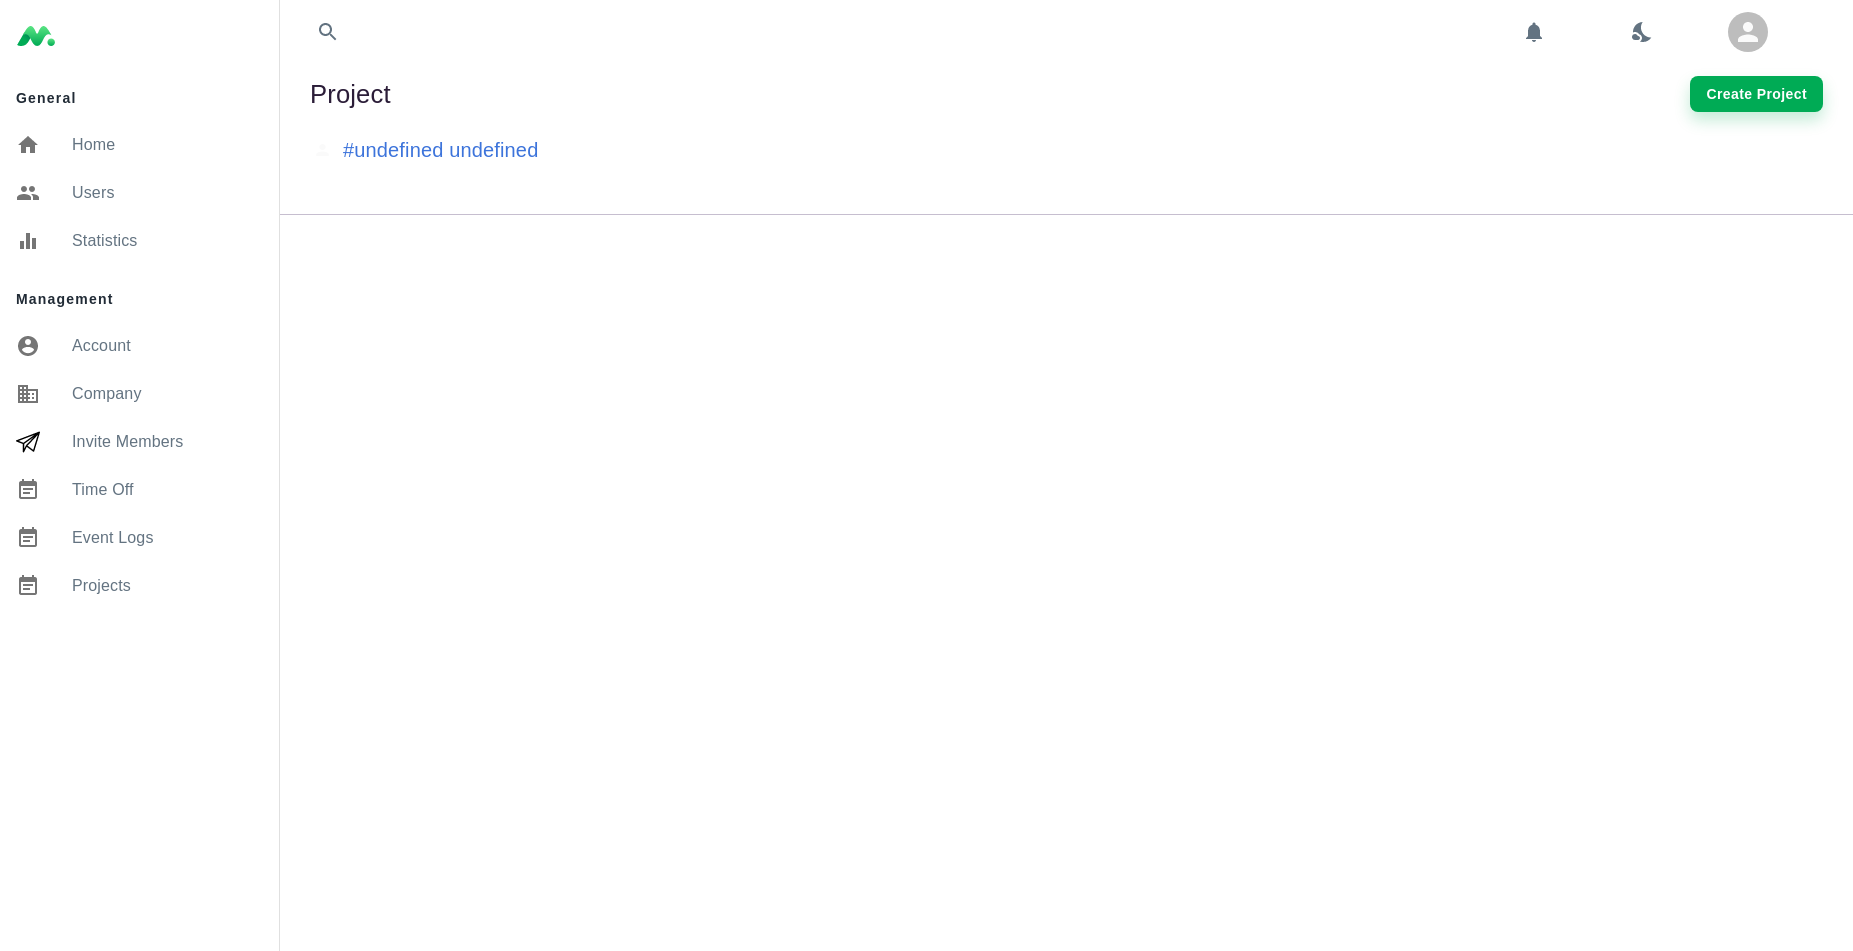 General
Home
Users
Statistics
Management
Account
Company
Invite Members
Time Off
Event Logs
Projects
Project
Create Project
#undefined undefined